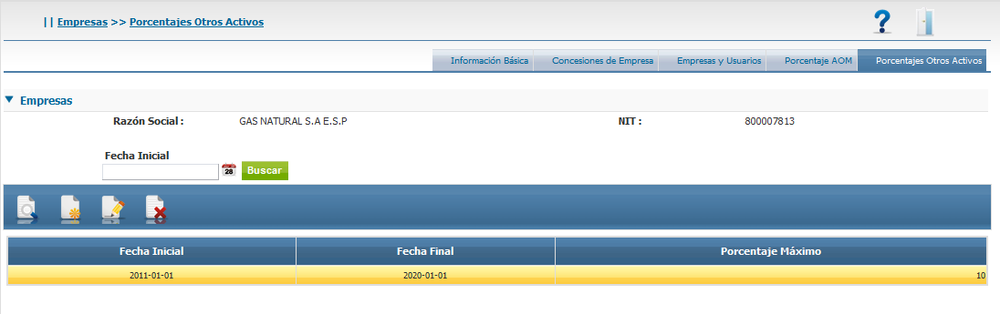 || Empresas >> Porcentajes Otros Activos
Información Básica Concesiones de Empresa Empresas y Usuarios Porcentaje AOM Porcentajes Otros Activos
Empresas
Razón Social : GAS NATURAL S.A E.S.P NIT : 800007813
Fecha Inicial
28 Buscar
Fecha Inicial Fecha Final Porcentaje Máximo
2011-01-01 2020-01-01 10